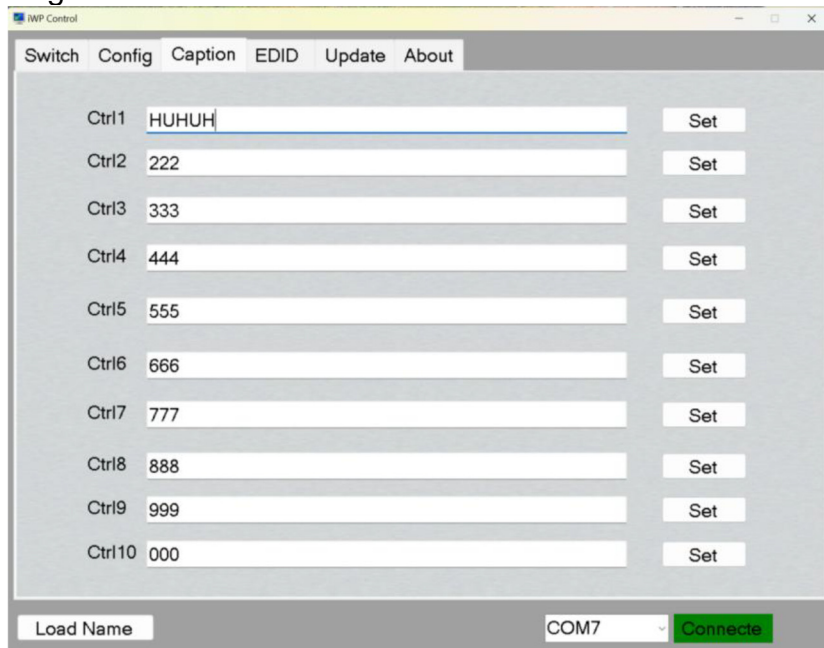 iWP Control
Switch Config Caption EDID Update About
Ctrl1 HUHUH Set
Ctrl2 222 Set
Ctrl3 333 Set
Ctrl4 444 Set
Ctrl5 555 Set
Ctrl6 666 Set
Ctrl7 777 Set
Ctrl8 888 Set
Ctrl9 999 Set
Ctrl10 000 Set
Load Name COM7 Connecte